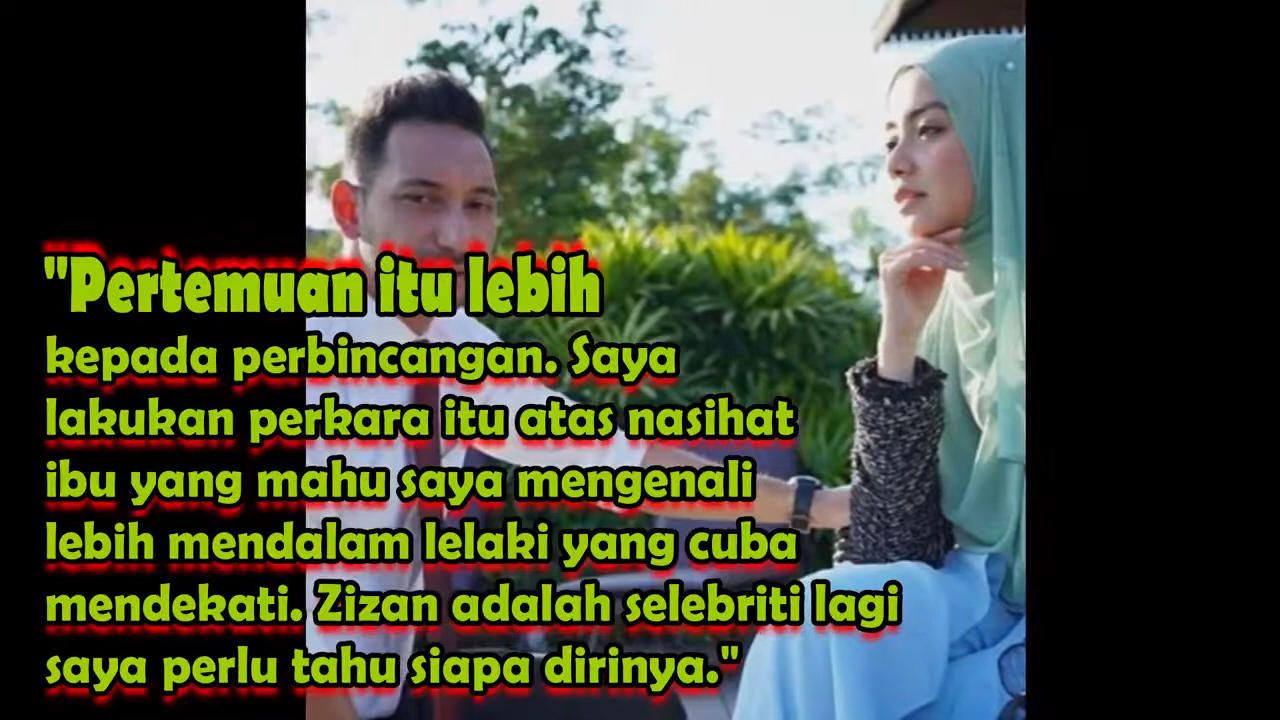 "Pertemuan itu lebih
kepada perbincangan. Saya
lakukan perkara itu atas nasihat
ibu yang mahu saya mengenali
lebih mendalam lelaki yang cuba
mendekati. Zizan adalah selebriti lagi
saya perlu tahu siapa dirinya."